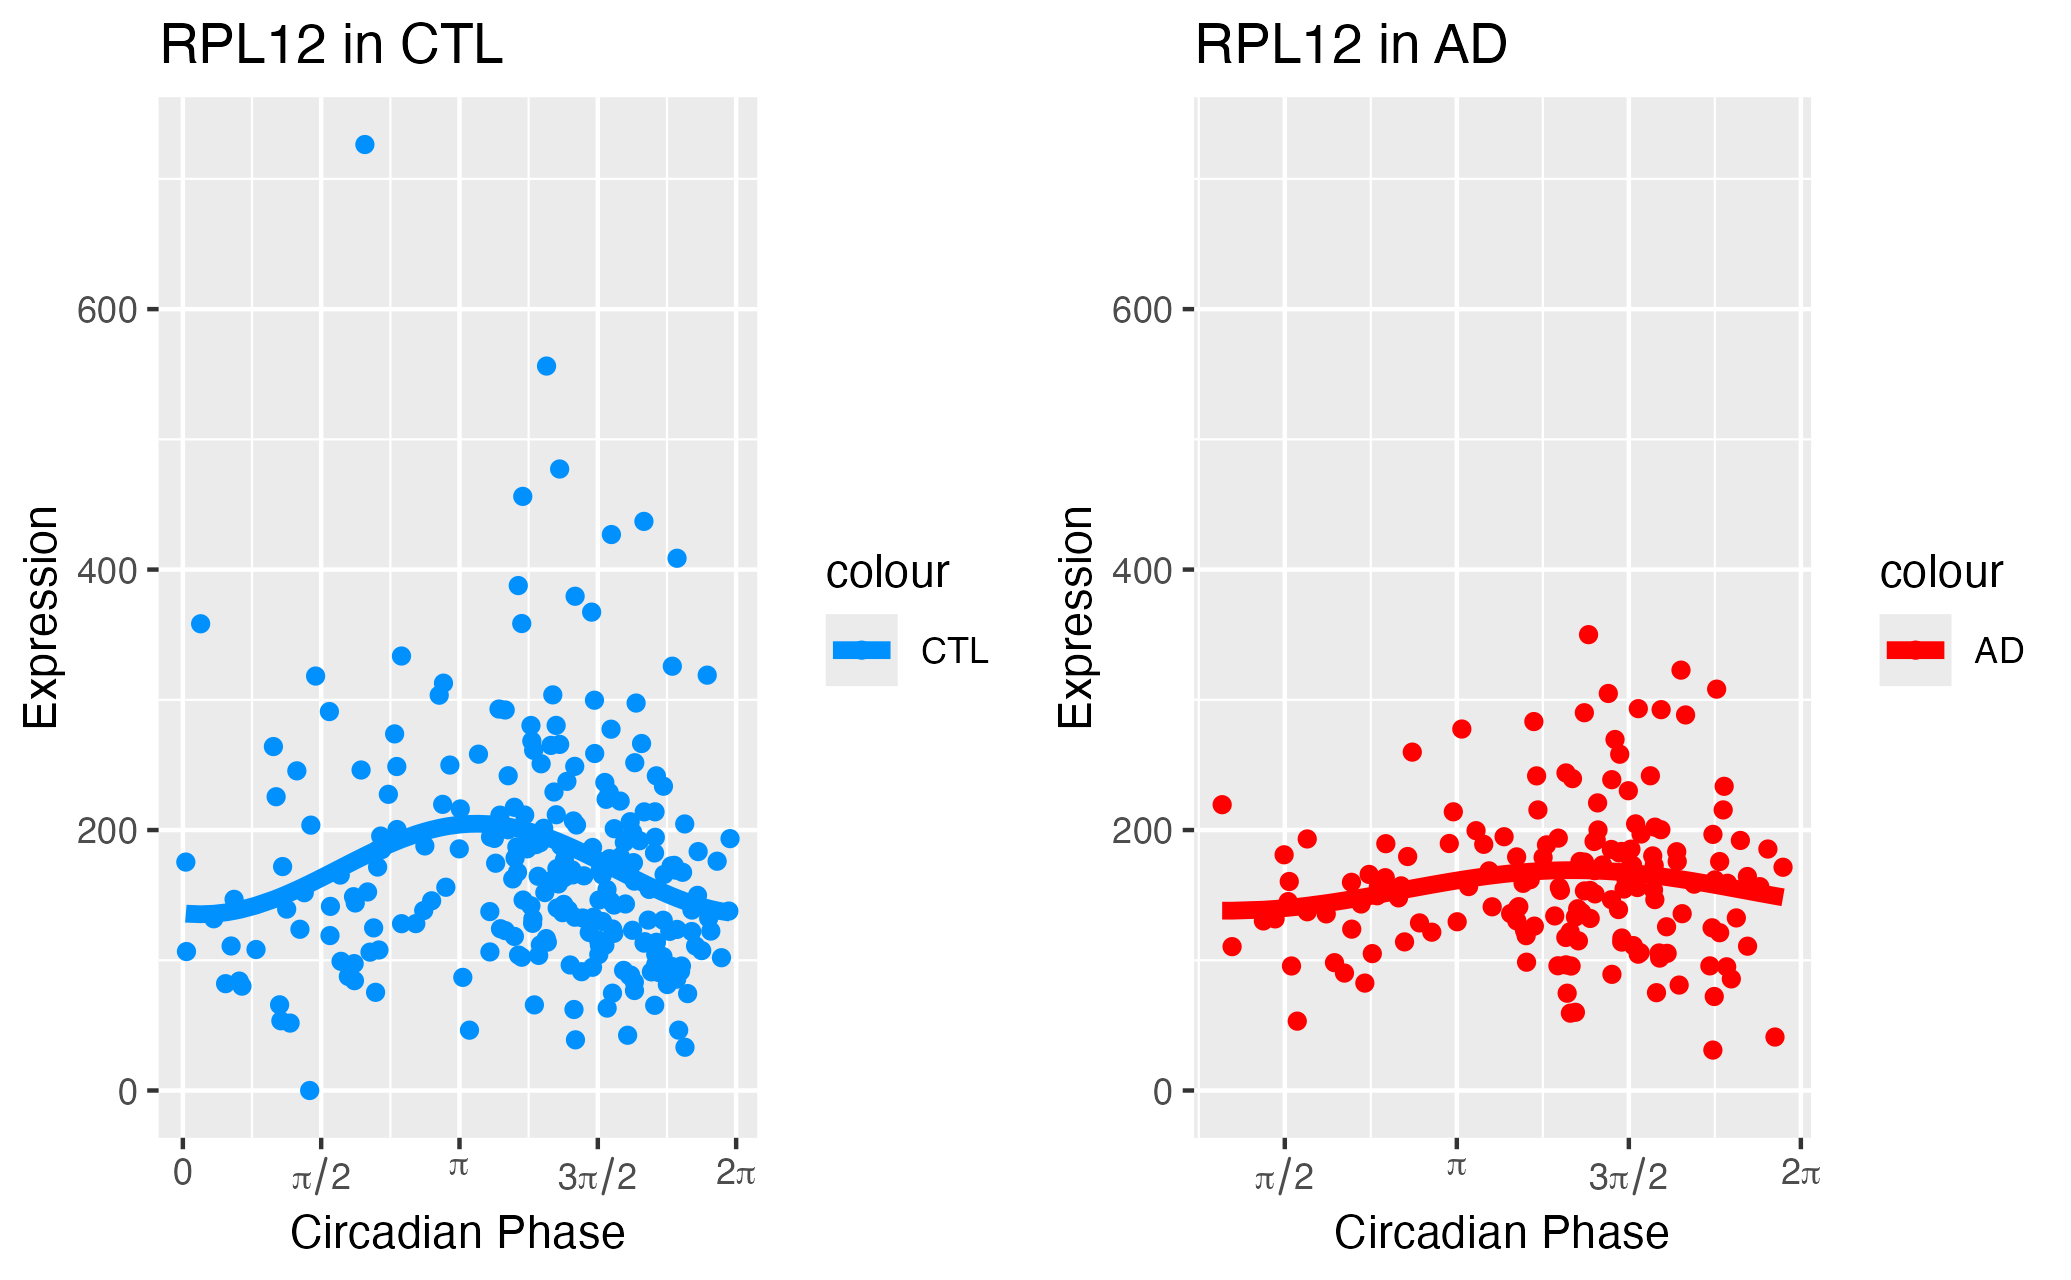 RPL12 in CTL
600
400
200
0
Expression
0 π/2 π 3π/2 2π
Circadian Phase
colour
CTL
RPL12 in AD
600
400
200
0
Expression
π/2 π 3π/2 2π
Circadian Phase
colour
AD